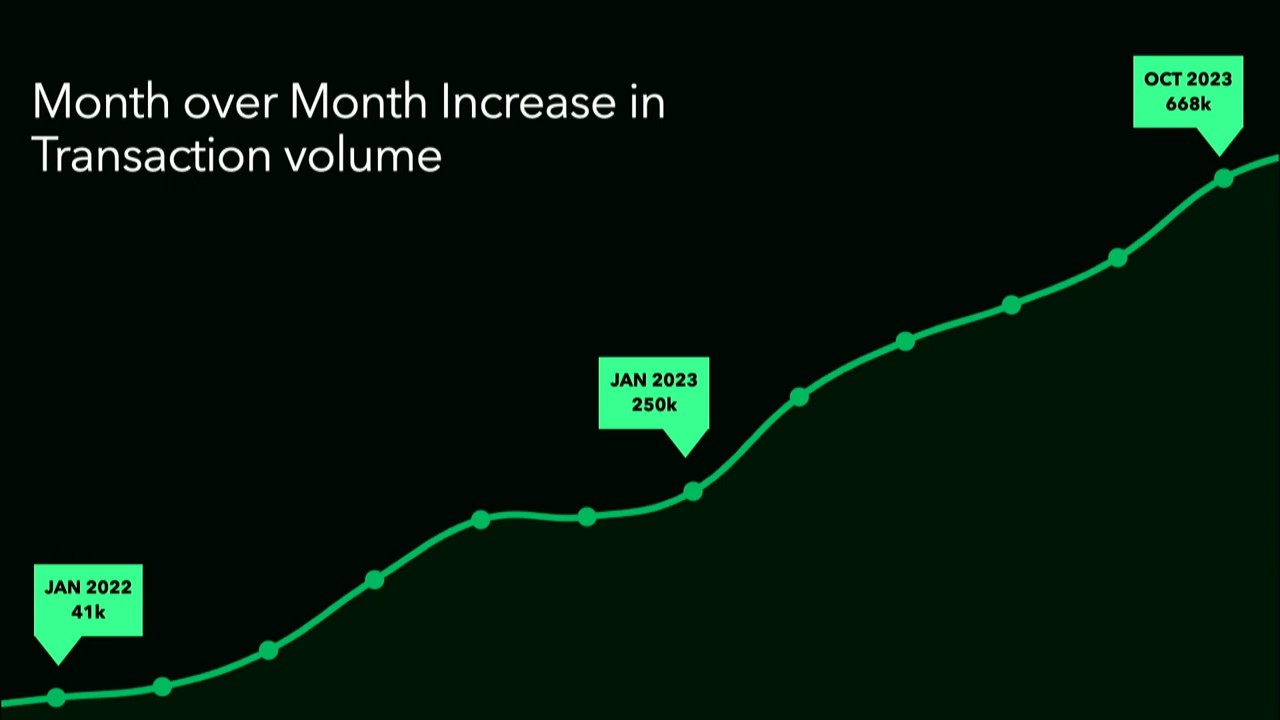 Month over Month Increase in
Transaction volume
OCT 2023
668k
JAN 2023
250k
JAN 2022
41k